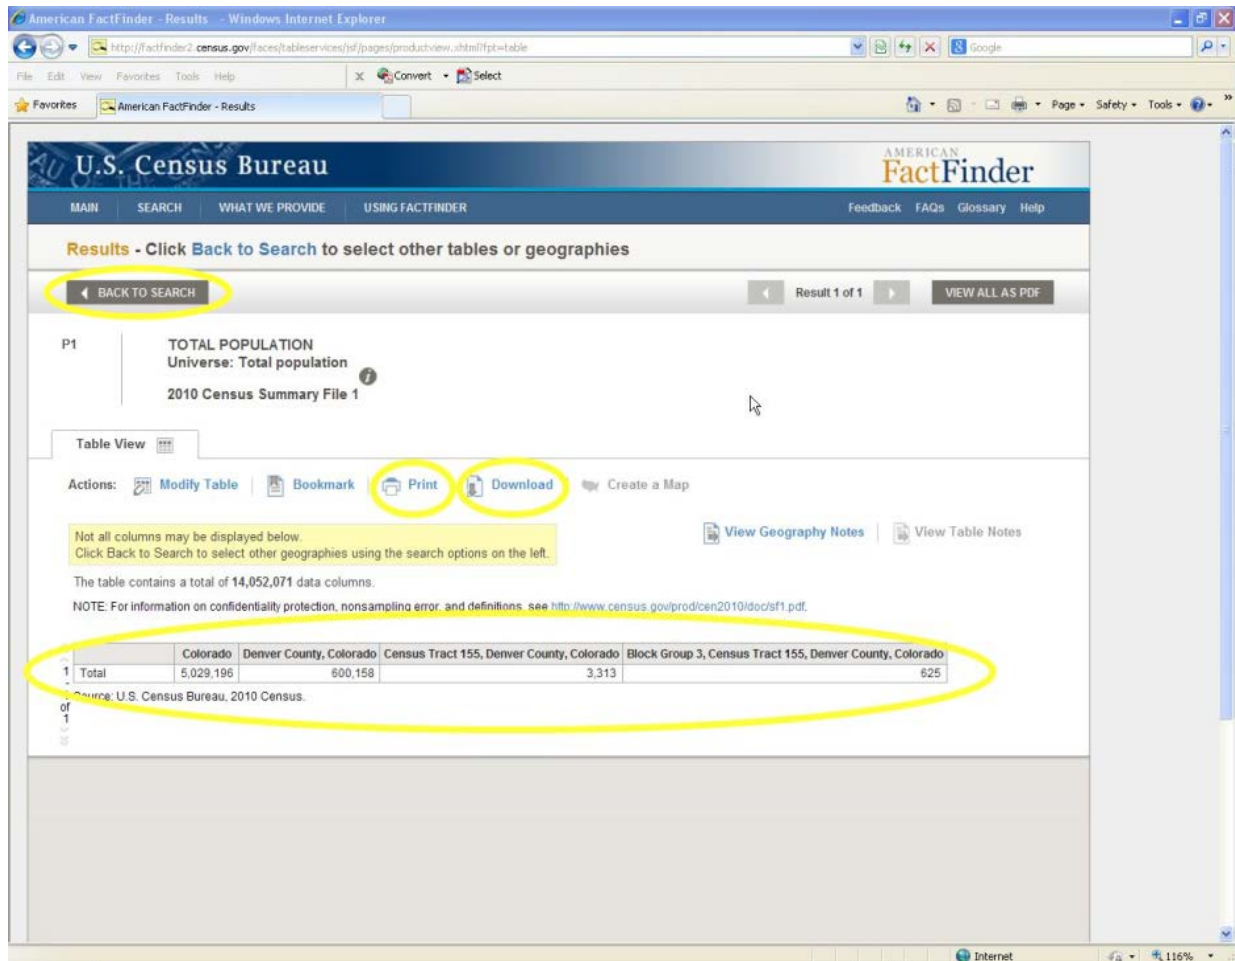 American FactFinder - Results - Windows Internet Explorer
http://factfinder2.census.gov/faces/tableservices/jsf/pages/productview.xhtml?fpt=table
Google
File Edit View Favorites Tools Help
x Convert Select
Favorites
American FactFinder - Results
Page Safety Tools
U.S. Census Bureau
AMERICAN
FactFinder
MAIN SEARCH WHAT WE PROVIDE USING FACTFINDER
Feedback FAQs Glossary Help
Results - Click Back to Search to select other tables or geographies
BACK TO SEARCH
Result 1 of 1
VIEW ALL AS PDF
P1
TOTAL POPULATION
Universe: Total population
2010 Census Summary File 1
Table View
Actions: Modify Table Bookmark Print Download Create a Map
View Geography Notes View Table Notes
Not all columns may be displayed below.
Click Back to Search to select other geographies using the search options on the left.
The table contains a total of 14,052,071 data columns.
NOTE: For information on confidentiality protection, nonsampling error, and definitions, see http://www.census.gov/prod/cen2010/doc/sf1.pdf.
Colorado Denver County, Colorado Census Tract 155, Denver County, Colorado Block Group 3, Census Tract 155, Denver County, Colorado
1 Total 5,029,196 600,158 3,313 625
Source: U.S. Census Bureau, 2010 Census.
of
1
Internet
116%